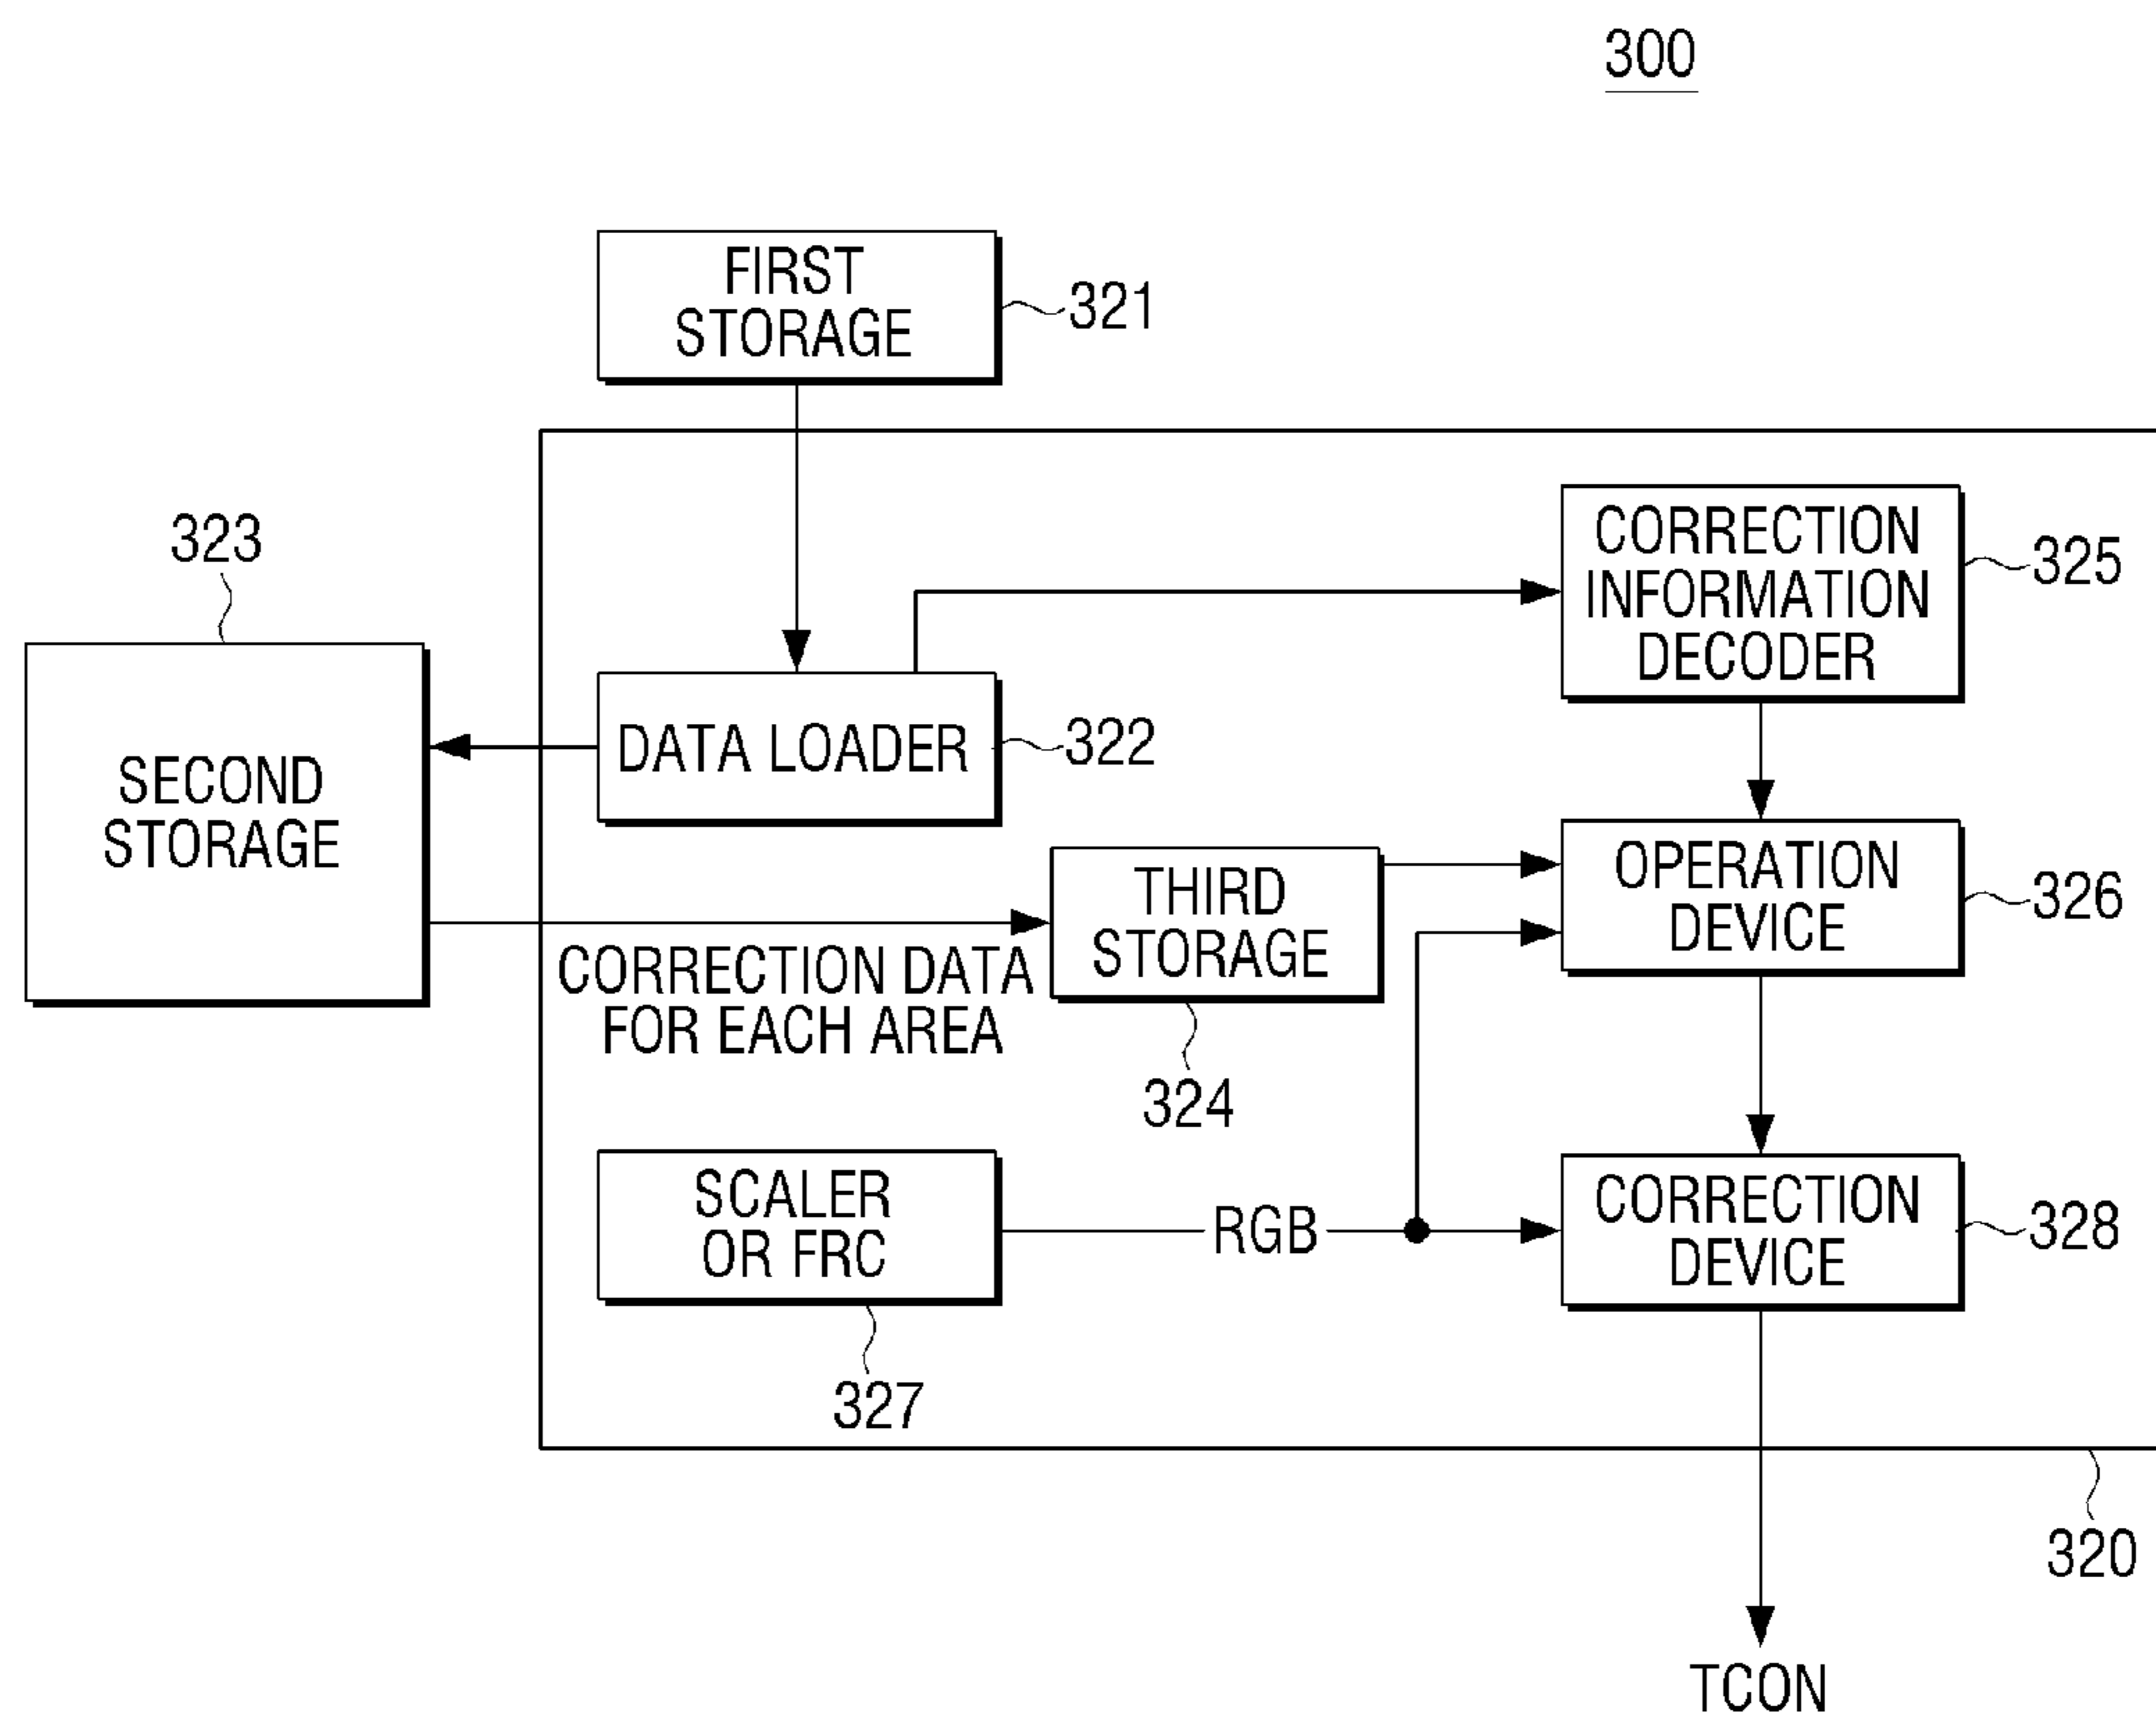 300
FIRST
STORAGE
321
323
CORRECTION
INFORMATION
DECODER
325
SECOND
STORAGE
DATA LOADER
322
THIRD
STORAGE
324
OPERATION
DEVICE
326
CORRECTION DATA
FOR EACH AREA
SCALER
OR FRC
327
RGB
CORRECTION
DEVICE
328
320
TCON